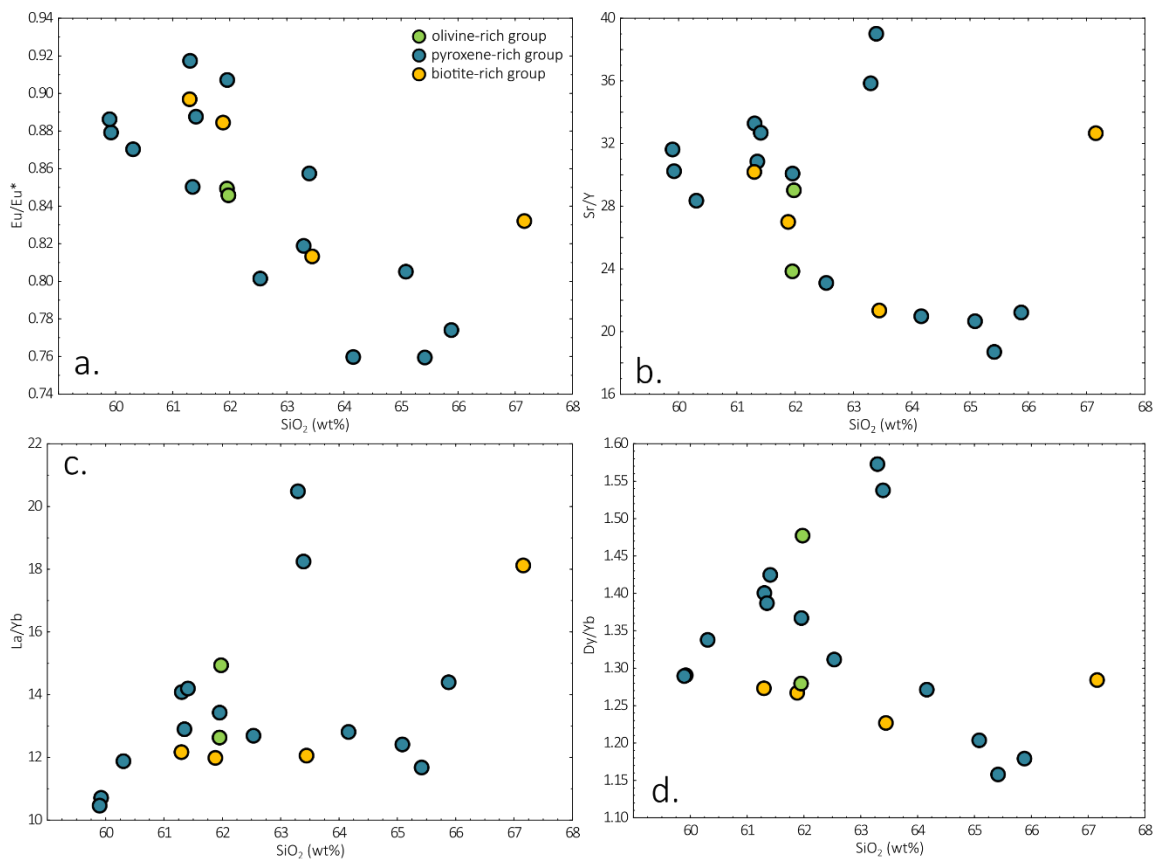 0.94
0.92
0.90
0.88
0.86
0.84
0.82
0.80
0.78
0.76
0.74
Eu/Eu*
olivine-rich group
pyroxene-rich group
biotite-rich group
a.
60 61 62 63 64 65 66 67 68
SiO₂ (wt%)
40
36
32
28
24
20
16
Sr/Y
b.
60 61 62 63 64 65 66 67 68
SiO₂ (wt%)
22
20
18
16
14
12
10
La/Yb
c.
60 61 62 63 64 65 66 67 68
SiO₂ (wt%)
1.60
1.55
1.50
1.45
1.40
1.35
1.30
1.25
1.20
1.15
1.10
Dy/Yb
d.
60 61 62 63 64 65 66 67 68
SiO₂ (wt%)